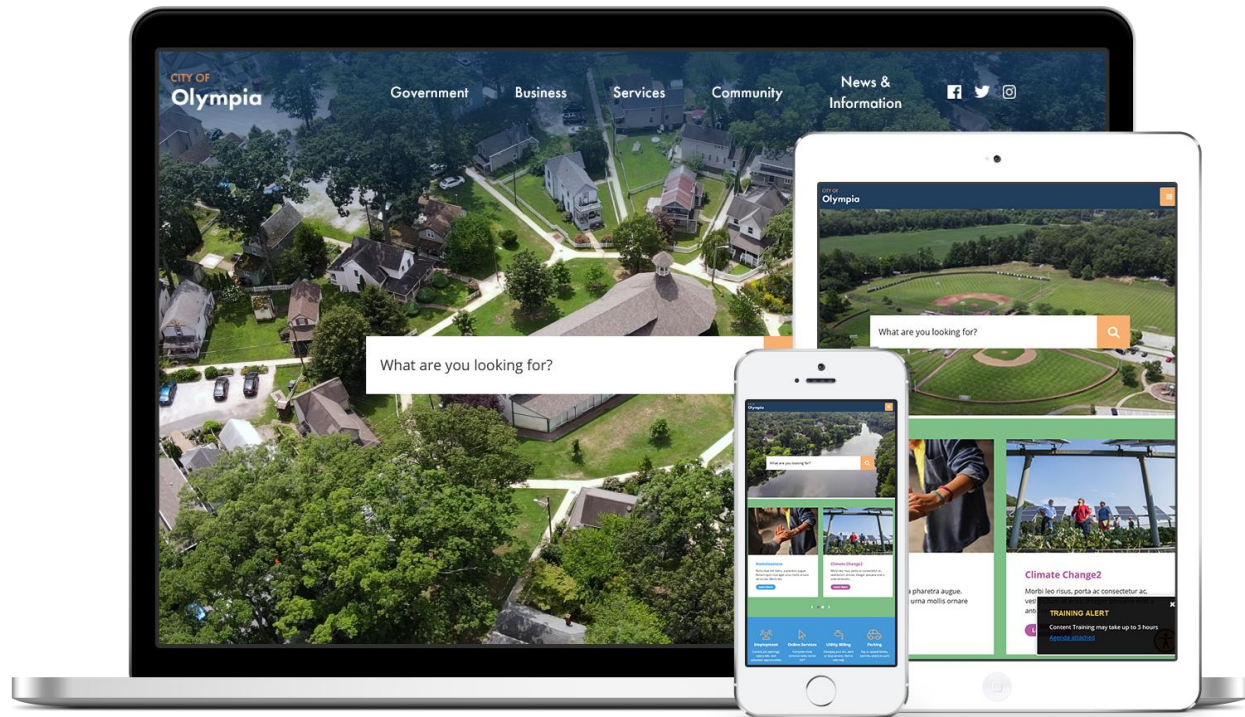 CITY OF
Olympia
Government
Business
Services
Community
News &
Information
What are you looking for?
CITY OF
Olympia
What are you looking for?
a pharetra augue.
urna mollis ornare
Climate Change2
Morbi leo risus, porta ac consectetur ac,
TRAINING ALERT
Content Training may take up to 3 hours
Agenda attached
Olympia
What are you looking for?
Homelessness
Climate Change2
Employment
Online Services
Utility Billing
Parking